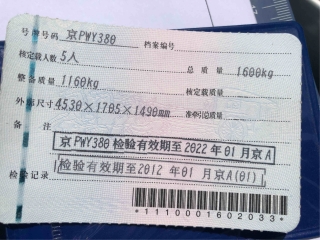 号牌号码 京PWY380 档案编号
核定载人数 5人 总质量 1600kg
整备质量 1160kg 核定载质量
外廓尺寸 4530×1705×1490mm 准牵引总质量
备注
京PWY380检验有效期至2022年01月京A
检验记录 检验有效期至2012年01月京A(01)
*1110001602033*